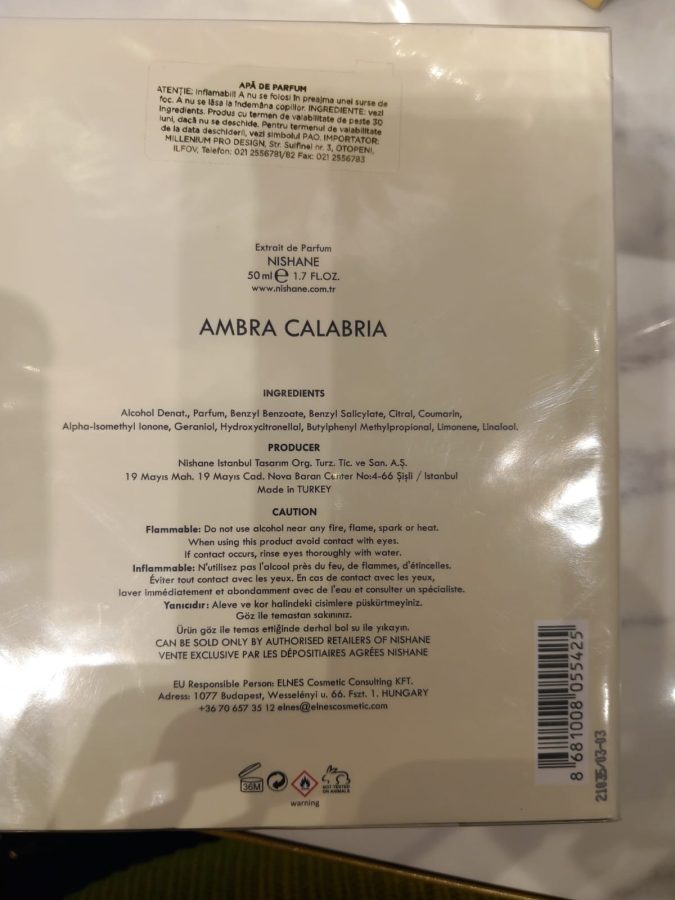 APĂ DE PARFUM
ATENȚIE: Inflamabil! A nu se folosi în preajma unei surse de
foc. A nu se lăsa la îndemâna copiilor. INGREDIENTE: vezi
Ingredients. Produs cu termen de valabilitate de peste 30
luni, dacă nu se deschide. Pentru termenul de valabilitate
de la data deschiderii, vezi simbolul PAO. IMPORTATOR:
MILLENIUM PRO DESIGN, Str. Sulfinei nr. 3, OTOPENI,
ILFOV, Telefon: 021 2556781/82 Fax: 021 2556783
Extrait de Parfum
NISHANE
50 ml e 1.7 FL.OZ.
www.nishane.com.tr
AMBRA CALABRIA
INGREDIENTS
Alcohol Denat., Parfum, Benzyl Benzoate, Benzyl Salicylate, Citral, Coumarin,
Alpha-Isomethyl Ionone, Geraniol, Hydroxycitronellal, Butylphenyl Methylpropional, Limonene, Linalool.
PRODUCER
Nishane Istanbul Tasarım Org. Turz. Tic. ve San. A.Ş.
19 Mayıs Mah. 19 Mayıs Cad. Nova Baran Center No:4-66 Şişli / Istanbul
Made in TURKEY
CAUTION
Flammable: Do not use alcohol near any fire, flame, spark or heat.
When using this product avoid contact with eyes.
If contact occurs, rinse eyes thoroughly with water.
Inflammable: N'utilisez pas l'alcool près du feu, de flammes, d'étincelles.
Éviter tout contact avec les yeux. En cas de contact avec les yeux,
laver immédiatement et abondamment avec de l'eau et consulter un spécialiste.
Yanıcıdır: Aleve ve kor halindeki cisimlere püskürtmeyiniz.
Göz ile temastan sakınınız.
Ürün göz ile temas ettiğinde derhal bol su ile yıkayın.
CAN BE SOLD ONLY BY AUTHORISED RETAILERS OF NISHANE
VENTE EXCLUSIVE PAR LES DÉPOSITIAIRES AGRÉES NISHANE
EU Responsible Person: ELNES Cosmetic Consulting KFT.
Adress: 1077 Budapest, Wesselényi u. 66. Fszt. 1. HUNGARY
+36 70 657 35 12 elnes@elnescosmetic.com
36M
NOT TESTED
ON ANIMALS
warning
8 681008 055425
21035/03-03